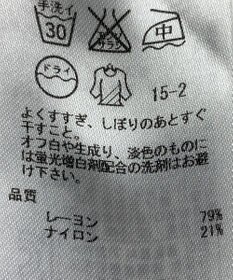 手洗イ
30
エンソ
サラシ
中
ドライ
15-2
よくすすぎ、しぼりのあとすぐ
干すこと。
オフ白や生成り、淡色のものに
は蛍光増白剤配合の洗剤はお避
け下さい。
品質
レーヨン 79%
ナイロン 21%